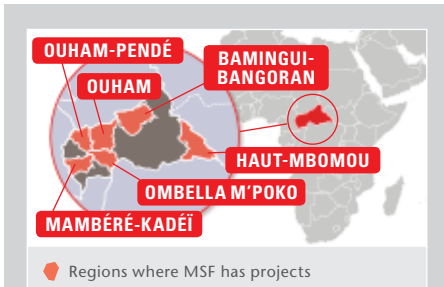 OUHAM-PENDÉ
BAMINGUI-
BANGORAN
OUHAM
HAUT-MBOMOU
OMBELLA M'POKO
MAMBÉRÉ-KADÉÏ
Regions where MSF has projects